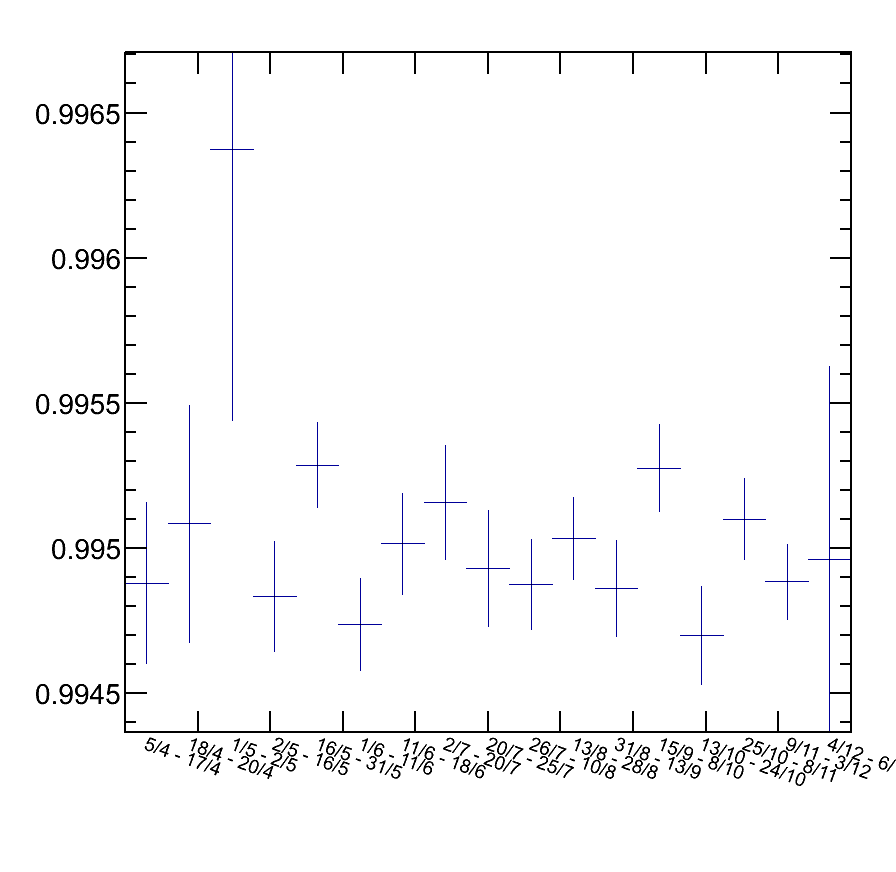 0.9965
0.996
0.9955
0.995
0.9945
5/4 - 17/4
18/4 - 20/4
1/5 - 2/5
2/5 - 16/5
16/5 - 31/5
1/6 - 11/6
11/6 - 18/6
2/7 - 20/7
20/7 - 25/7
26/7 - 10/8
13/8 - 28/8
31/8 - 13/9
15/9 - 8/10
13/10 - 24/10
25/10 - 8/11
9/11 - 3/12
4/12 - 6/